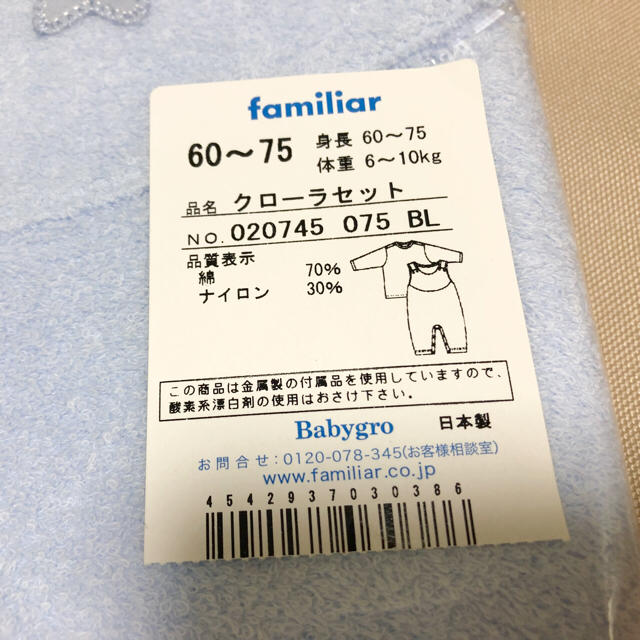 familiar
60～75 身長 60～75
体重 6～10kg
品名 クローラセット
NO. 020745 075 BL
品質表示
綿 70%
ナイロン 30%
この商品は金属製の付属品を使用していますので、
酸素系漂白剤の使用はおさけ下さい。
Babygro 日本製
お問合せ:0120-078-345(お客様相談室)
www.familiar.co.jp
4542937030386